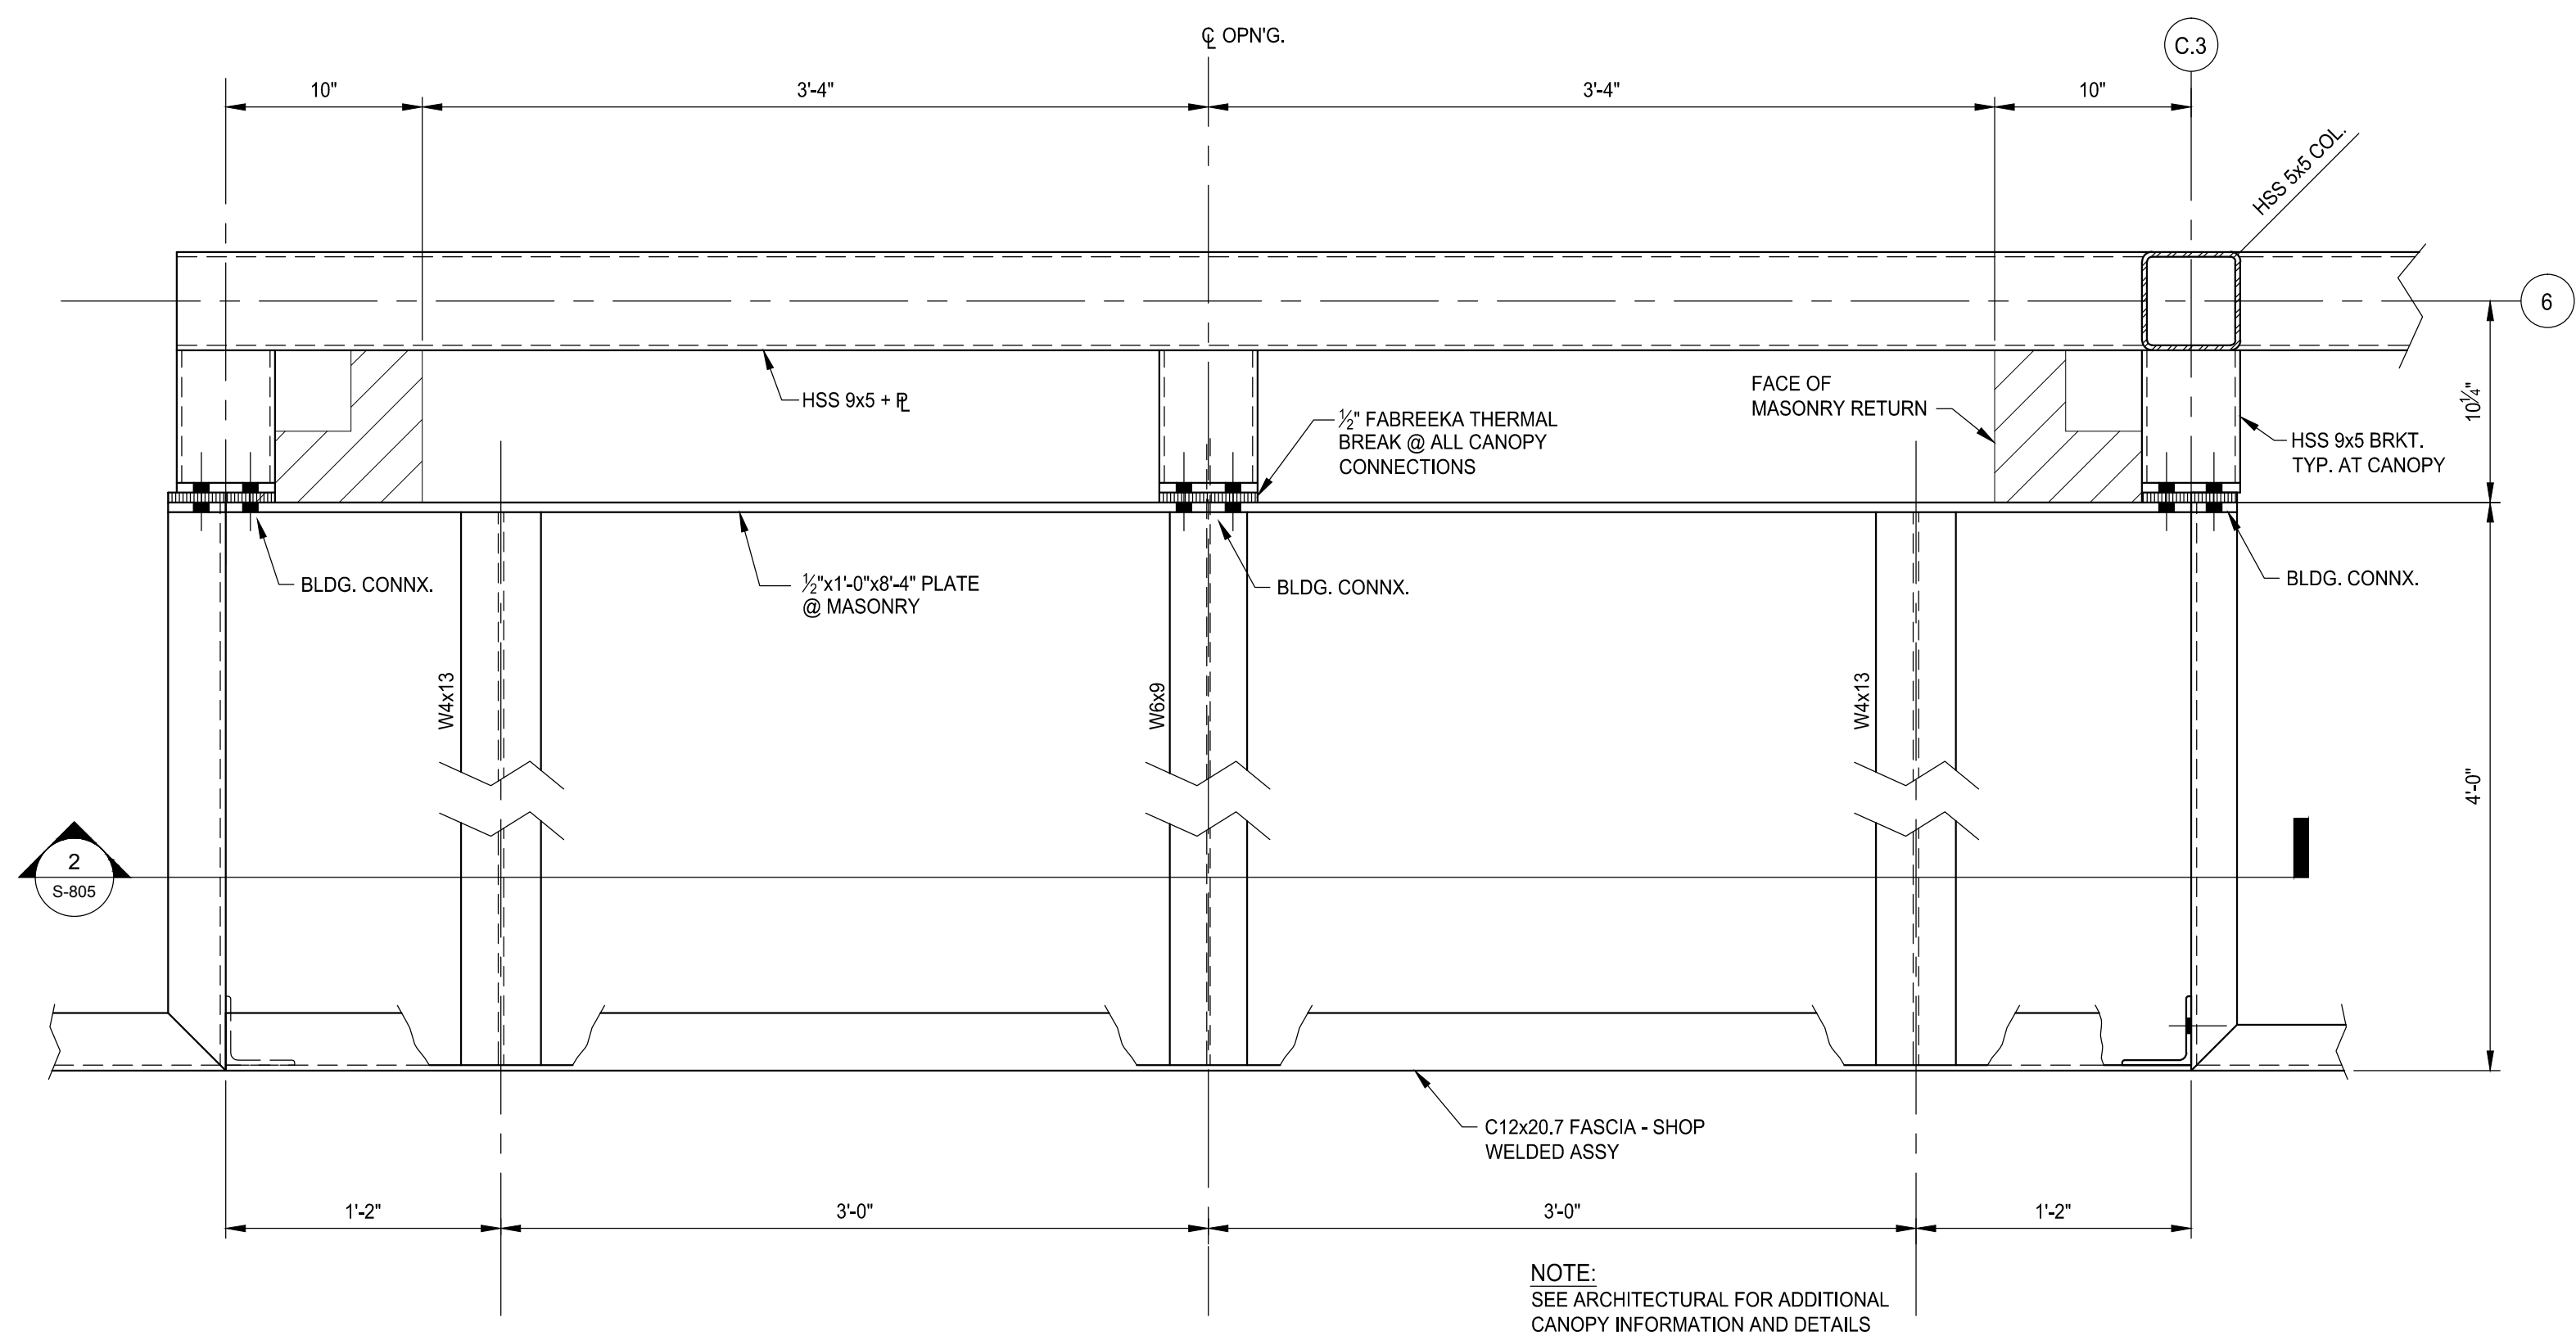 ℄ OPN'G.
C.3
10"
3'-4"
3'-4"
10"
HSS 5x5 COL.
6
HSS 9x5 + ℙL
FACE OF
MASONRY RETURN
½" FABREEKA THERMAL
BREAK @ ALL CANOPY
CONNECTIONS
10¼"
HSS 9x5 BRKT.
TYP. AT CANOPY
BLDG. CONNX.
½"x1'-0"x8'-4" PLATE
@ MASONRY
BLDG. CONNX.
BLDG. CONNX.
W4x13
W6x9
W4x13
4'-0"
2
S-805
C12x20.7 FASCIA - SHOP
WELDED ASSY
1'-2"
3'-0"
3'-0"
1'-2"
NOTE:
SEE ARCHITECTURAL FOR ADDITIONAL
CANOPY INFORMATION AND DETAILS